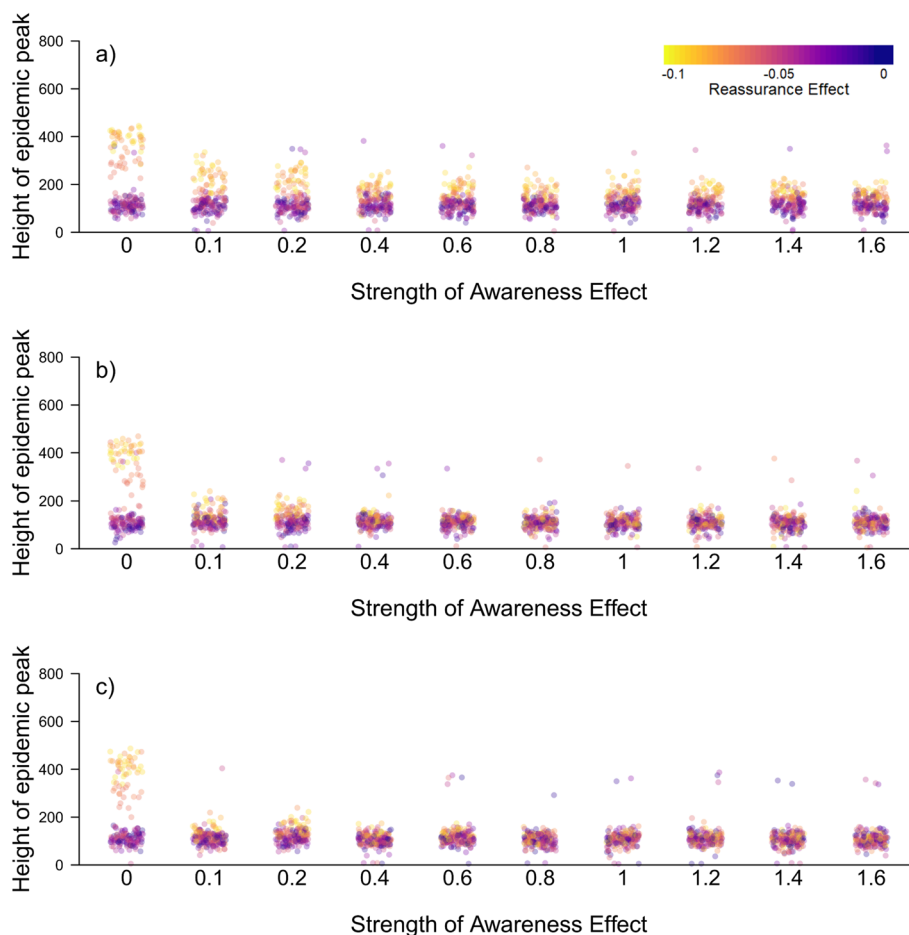 a)
-0.1 -0.05 0
Reassurance Effect
Height of epidemic peak
800
600
400
200
0
0 0.1 0.2 0.4 0.6 0.8 1 1.2 1.4 1.6
Strength of Awareness Effect
b)
Height of epidemic peak
800
600
400
200
0
0 0.1 0.2 0.4 0.6 0.8 1 1.2 1.4 1.6
Strength of Awareness Effect
c)
Height of epidemic peak
800
600
400
200
0
0 0.1 0.2 0.4 0.6 0.8 1 1.2 1.4 1.6
Strength of Awareness Effect